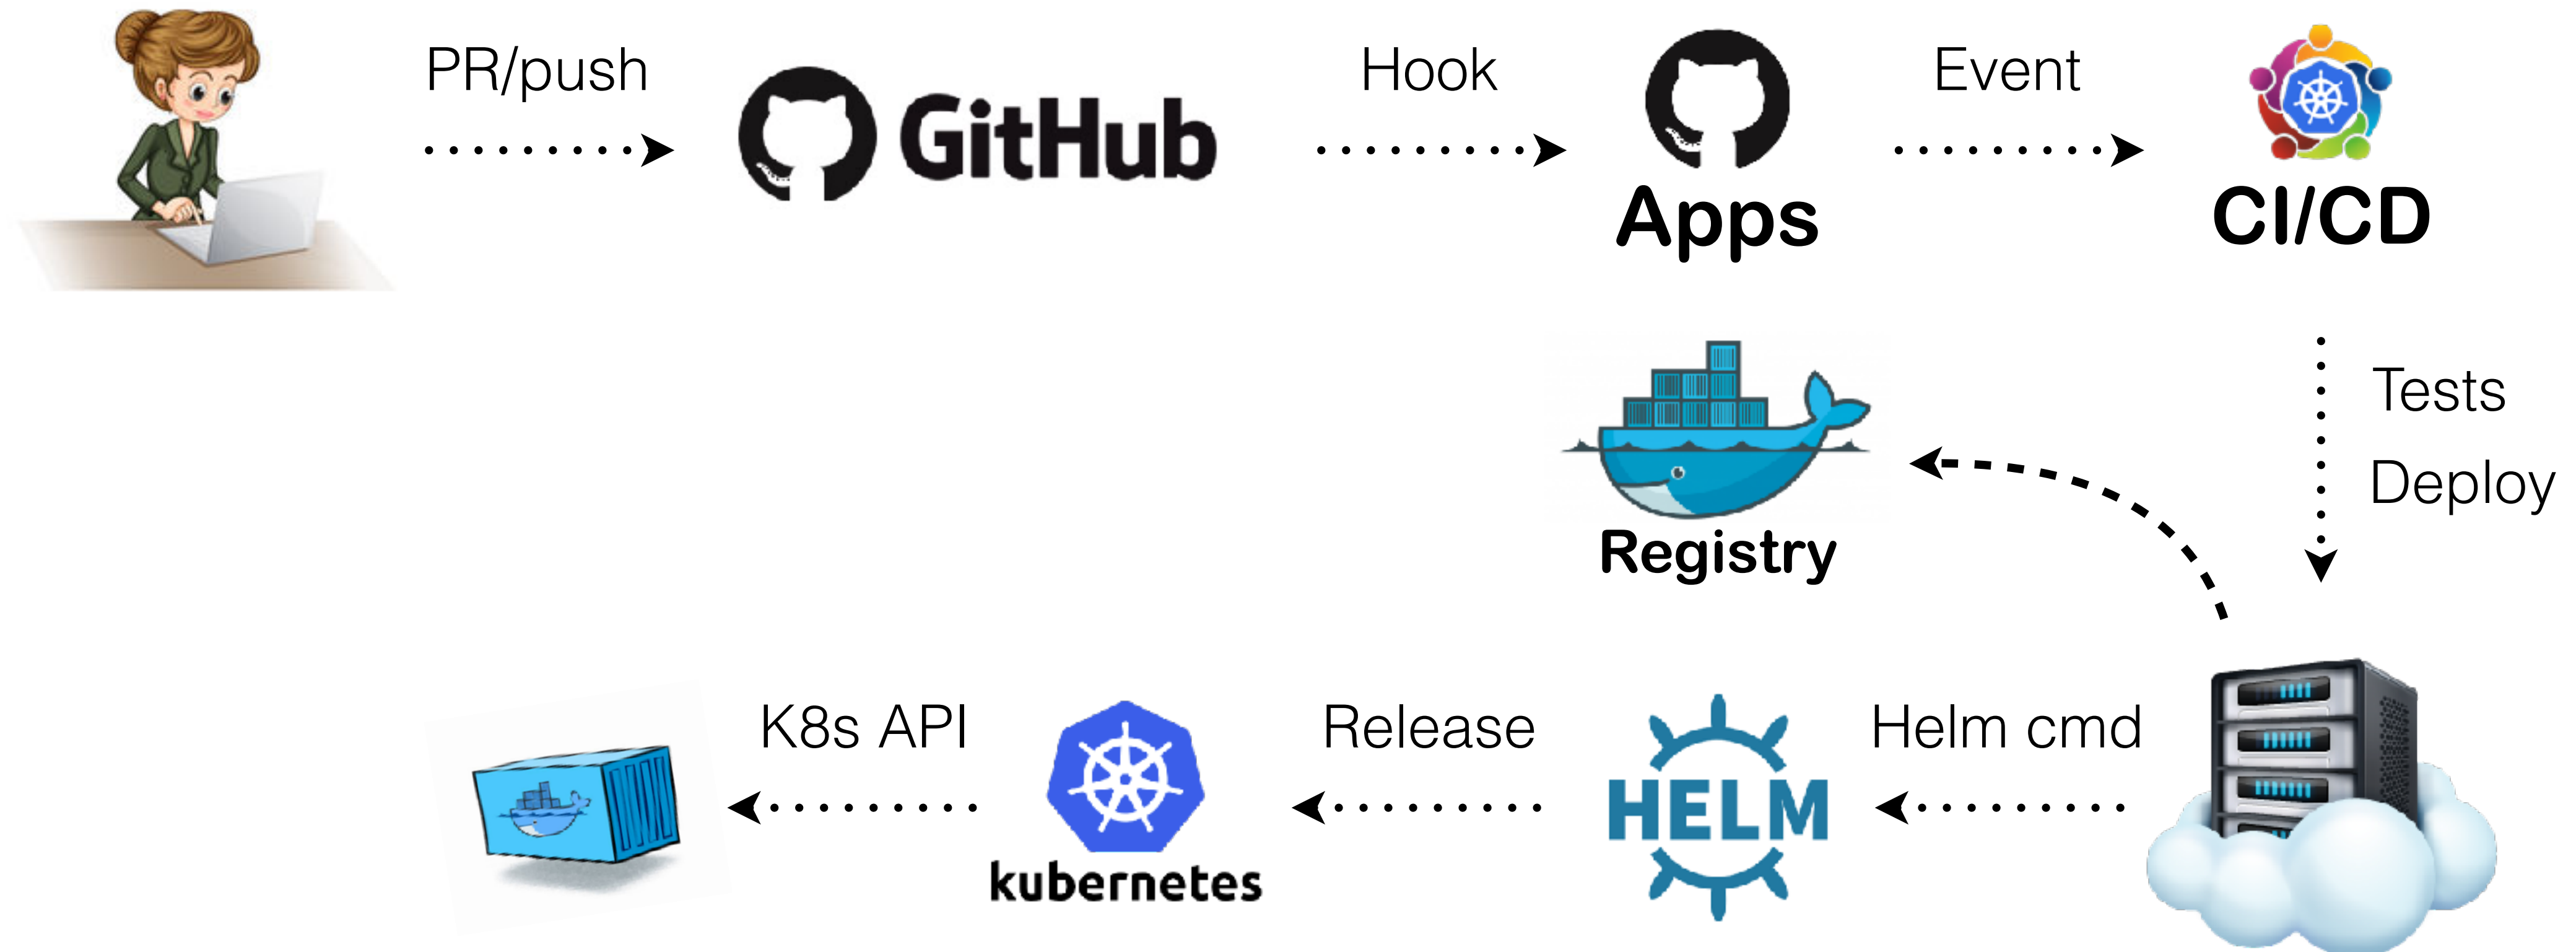 PR/push
GitHub
Hook
Apps
Event
CI/CD
Tests
Deploy
Registry
K8s API
kubernetes
Release
HELM
Helm cmd